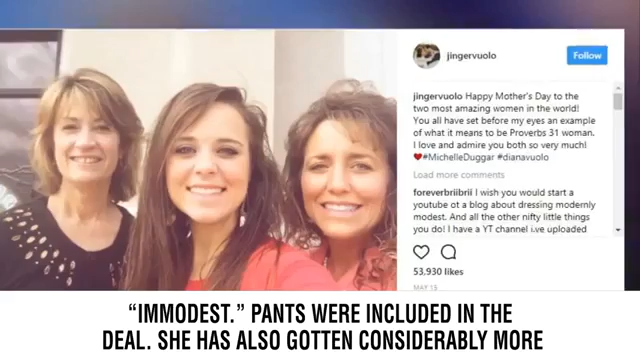 jingervuolo
Follow
jingervuolo Happy Mother's Day to the
two most amazing women in the world!
You all have set before my eyes an example
of what it means to be Proverbs 31 woman.
I love and admire you both so very much!
❤#MichelleDuggar #dianavuolo
Load more comments
foreverbriibrii I wish you would start a
youtube ot a blog about dressing modernly
modest. And all the other nifty little things
you do! I have a YT channel ive uploaded
53,930 likes
MAY 15
“IMMODEST.” PANTS WERE INCLUDED IN THE
DEAL. SHE HAS ALSO GOTTEN CONSIDERABLY MORE